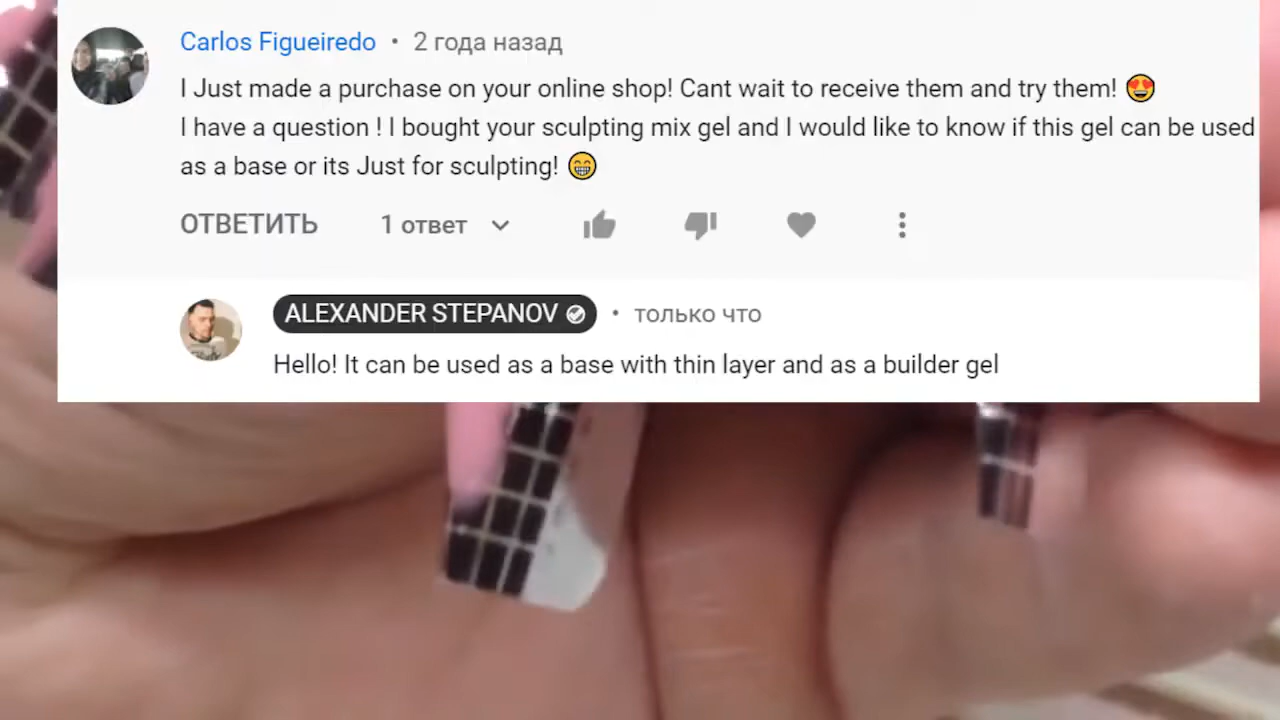 Carlos Figueiredo • 2 года назад
I Just made a purchase on your online shop! Cant wait to receive them and try them! 😍
I have a question ! I bought your sculpting mix gel and I would like to know if this gel can be used
as a base or its Just for sculpting! 😁
ОТВЕТИТЬ 1 ответ
ALEXANDER STEPANOV • только что
Hello! It can be used as a base with thin layer and as a builder gel